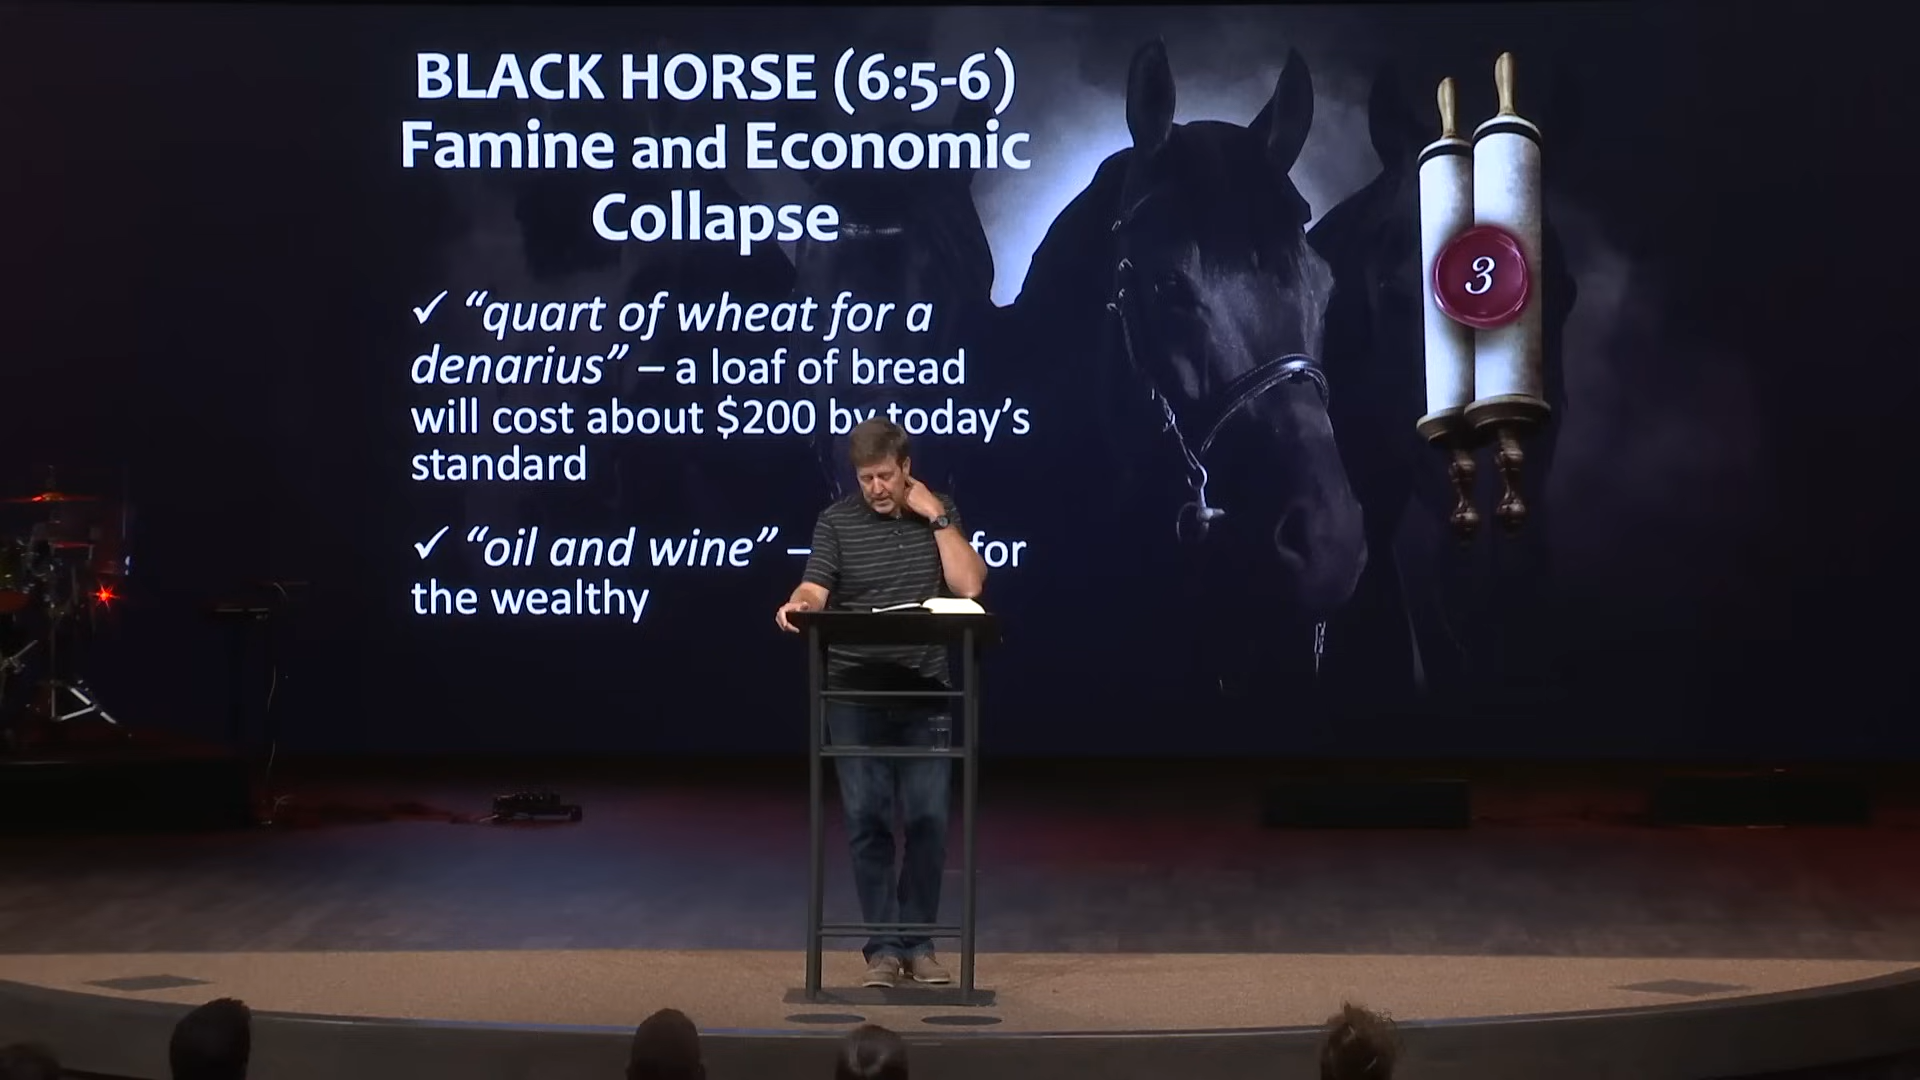 BLACK HORSE (6:5-6)
Famine and Economic
Collapse
✓ “quart of wheat for a
denarius” – a loaf of bread
will cost about $200 by today’s
standard
✓ “oil and wine” – for
the wealthy
3